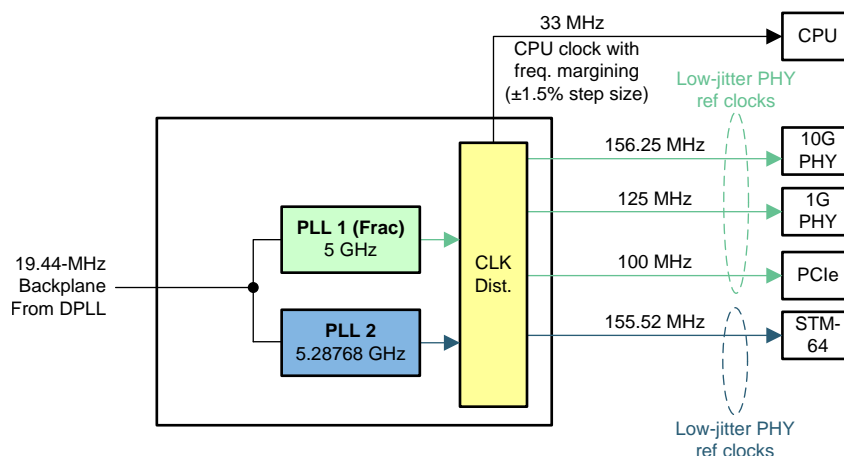 33 MHz
CPU clock with
freq. margining
(±1.5% step size)
CPU
Low-jitter PHY
ref clocks
156.25 MHz
10G
PHY
125 MHz
1G
PHY
PLL 1 (Frac)
5 GHz
19.44-MHz
Backplane
From DPLL
CLK
Dist.
100 MHz
PCIe
PLL 2
5.28768 GHz
155.52 MHz
STM-
64
Low-jitter PHY
ref clocks